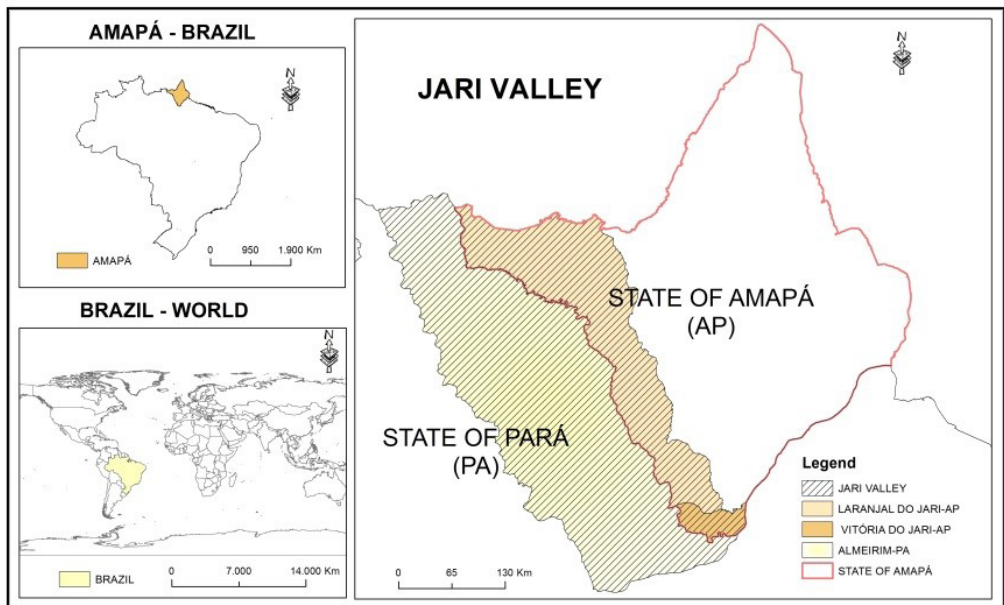 AMAPÁ - BRAZIL
N
AMAPÁ
0 950 1.900 Km
BRAZIL - WORLD
N
BRAZIL
0 7.000 14.000 Km
JARI VALLEY
N
STATE OF AMAPÁ
(AP)
STATE OF PARÁ
(PA)
0 65 130 Km
Legend
JARI VALLEY
LARANJAL DO JARI-AP
VITÓRIA DO JARI-AP
ALMEIRIM-PA
STATE OF AMAPÁ